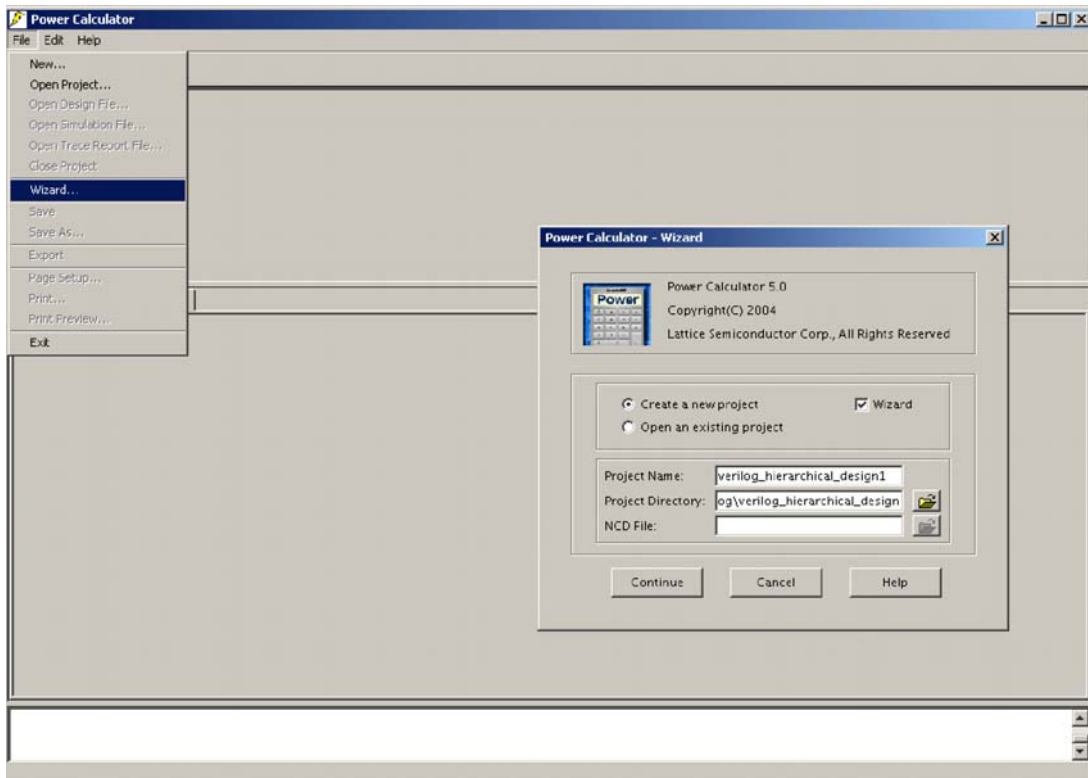 Power Calculator
File Edit Help
New...
Open Project...
Open Design File...
Open Simulation File...
Open Trace Report File...
Close Project
Wizard...
Save
Save As...
Export
Page Setup...
Print...
Print Preview...
Exit
Power Calculator - Wizard
Power
Power Calculator 5.0
Copyright(C) 2004
Lattice Semiconductor Corp., All Rights Reserved
Create a new project Wizard
Open an existing project
Project Name: verilog_hierarchical_design1
Project Directory: og\verilog_hierarchical_design
NCD File:
Continue Cancel Help